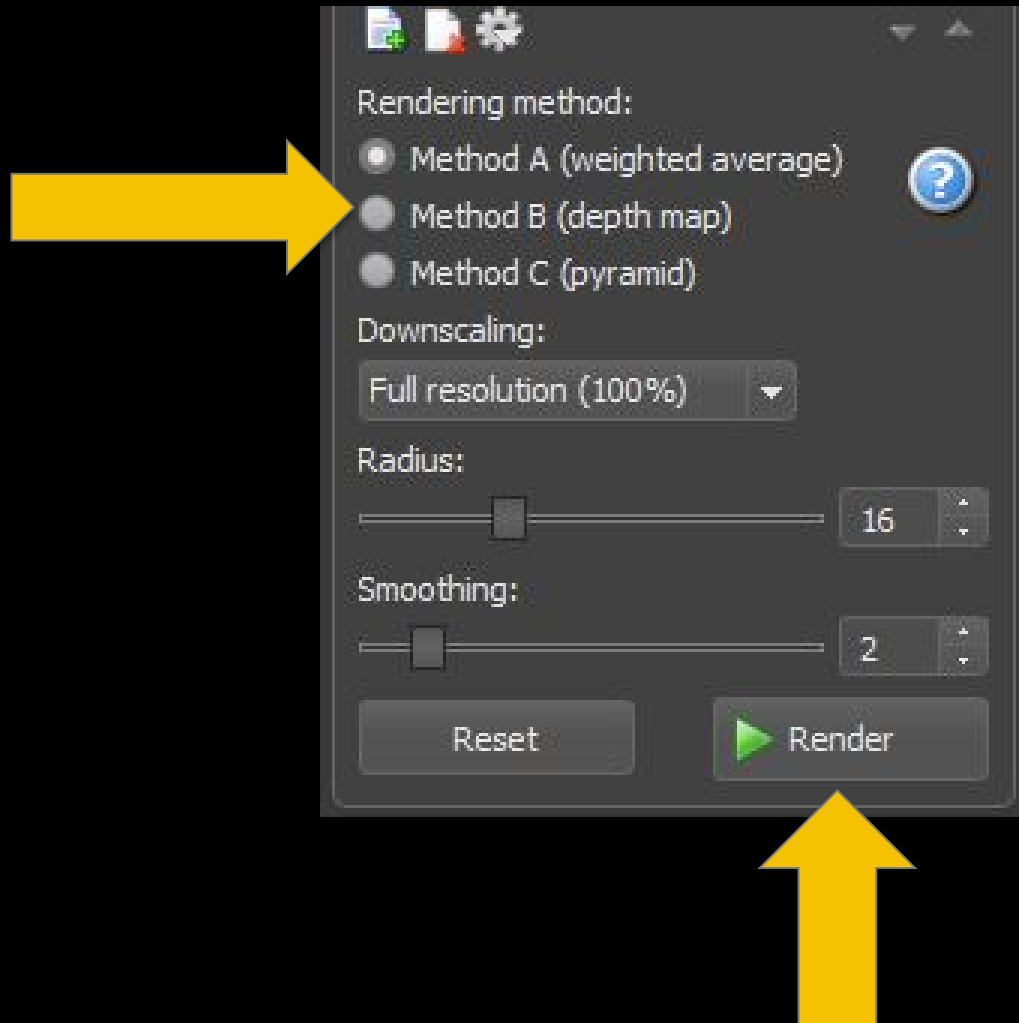 Rendering method:
Method A (weighted average)
?
Method B (depth map)
Method C (pyramid)
Downscaling:
Full resolution (100%)
Radius:
16
Smoothing:
2
Reset
Render